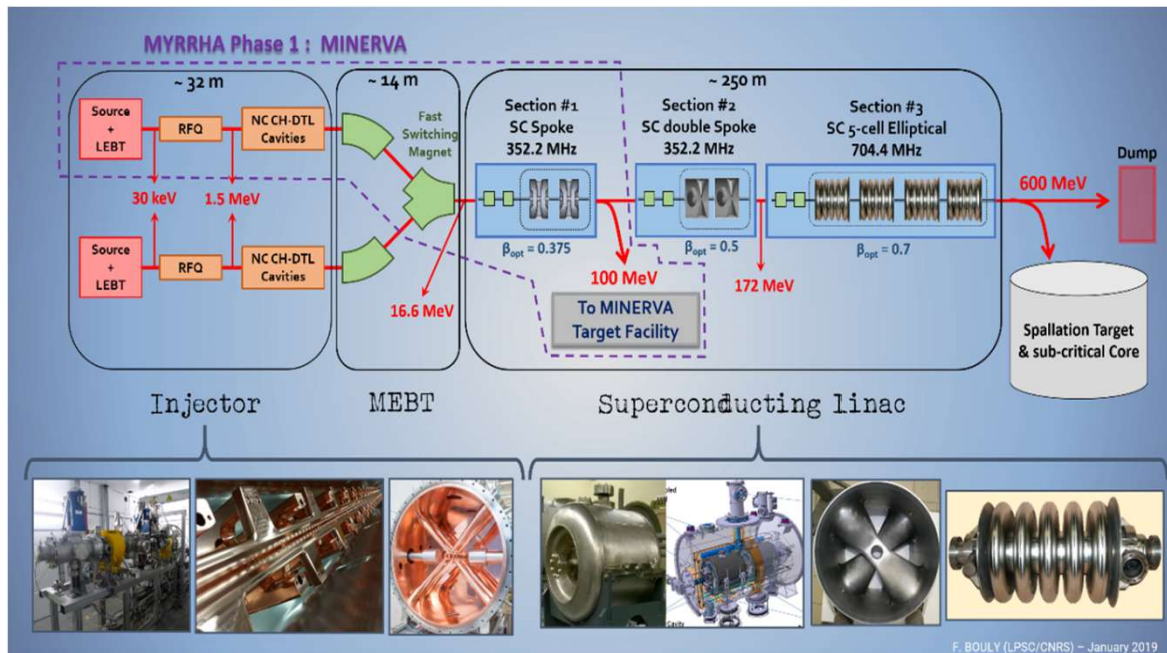 MYRRHA Phase 1 : MINERVA
~ 32 m
~ 14 m
~ 250 m
Source
+
LEBT
RFQ
NC CH-DTL
Cavities
Fast
Switching
Magnet
Section #1
SC Spoke
352.2 MHz
Section #2
SC double Spoke
352.2 MHz
Section #3
SC 5-cell Elliptical
704.4 MHz
Dump
30 keV
1.5 MeV
600 MeV
βopt = 0.375
βopt = 0.5
βopt = 0.7
Source
+
LEBT
RFQ
NC CH-DTL
Cavities
16.6 MeV
100 MeV
172 MeV
To MINERVA
Target Facility
Spallation Target
& sub-critical Core
Injector
MEBT
Superconducting linac
Cavity
F. BOULY (LPSC/CNRS) – January 2019